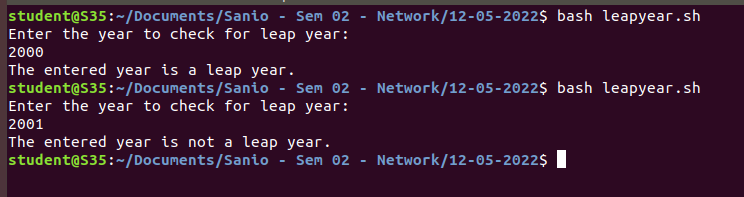 student@S35:~/Documents/Sanio - Sem 02 - Network/12-05-2022$ bash leapyear.sh
Enter the year to check for leap year:
2000
The entered year is a leap year.
student@S35:~/Documents/Sanio - Sem 02 - Network/12-05-2022$ bash leapyear.sh
Enter the year to check for leap year:
2001
The entered year is not a leap year.
student@S35:~/Documents/Sanio - Sem 02 - Network/12-05-2022$